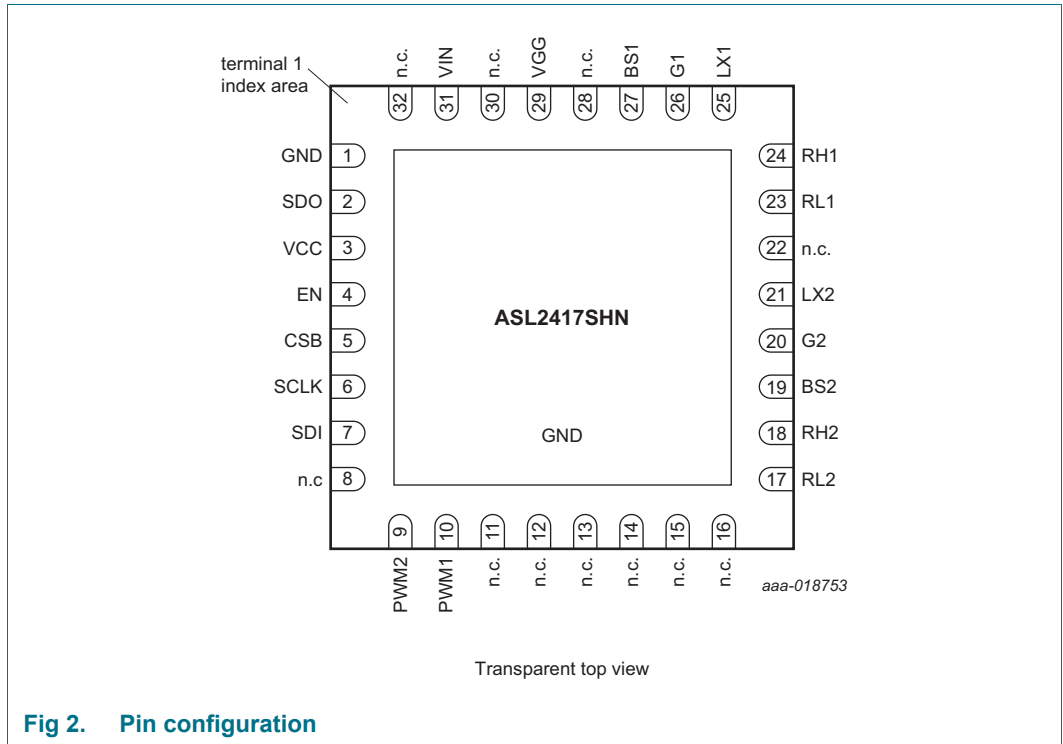 terminal 1
index area
n.c.
VIN
n.c.
VGG
n.c.
BS1
G1
LX1
32
31
30
29
28
27
26
25
GND 1
SDO 2
VCC 3
EN 4
CSB 5
SCLK 6
SDI 7
n.c 8
24 RH1
23 RL1
22 n.c.
21 LX2
20 G2
19 BS2
18 RH2
17 RL2
ASL2417SHN
GND
9
10
11
12
13
14
15
16
PWM2
PWM1
n.c.
n.c.
n.c.
n.c.
n.c.
n.c.
aaa-018753
Transparent top view
Fig 2. Pin configuration